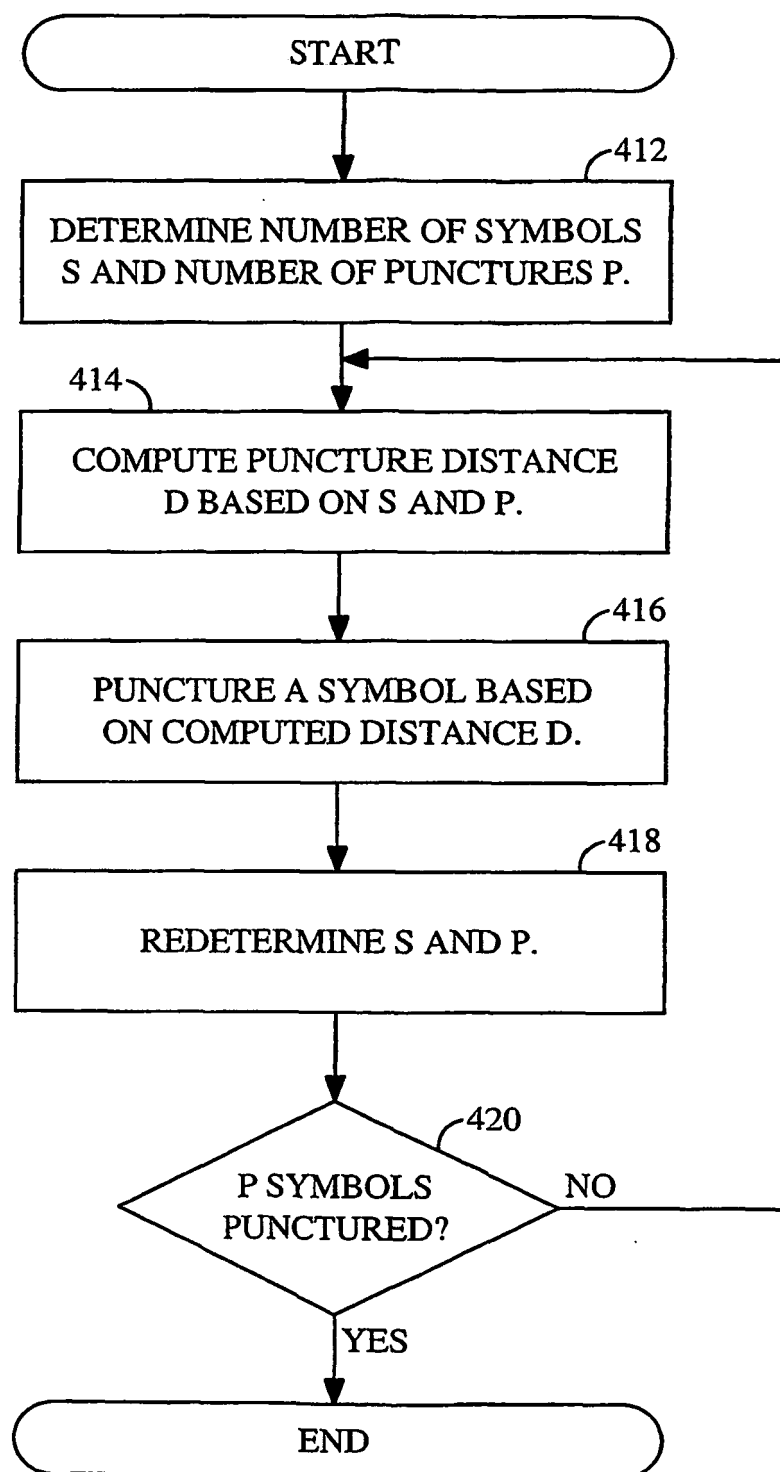 START
412
DETERMINE NUMBER OF SYMBOLS
S AND NUMBER OF PUNCTURES P.
414
COMPUTE PUNCTURE DISTANCE
D BASED ON S AND P.
416
PUNCTURE A SYMBOL BASED
ON COMPUTED DISTANCE D.
418
REDETERMINE S AND P.
420
P SYMBOLS
PUNCTURED?
NO
YES
END